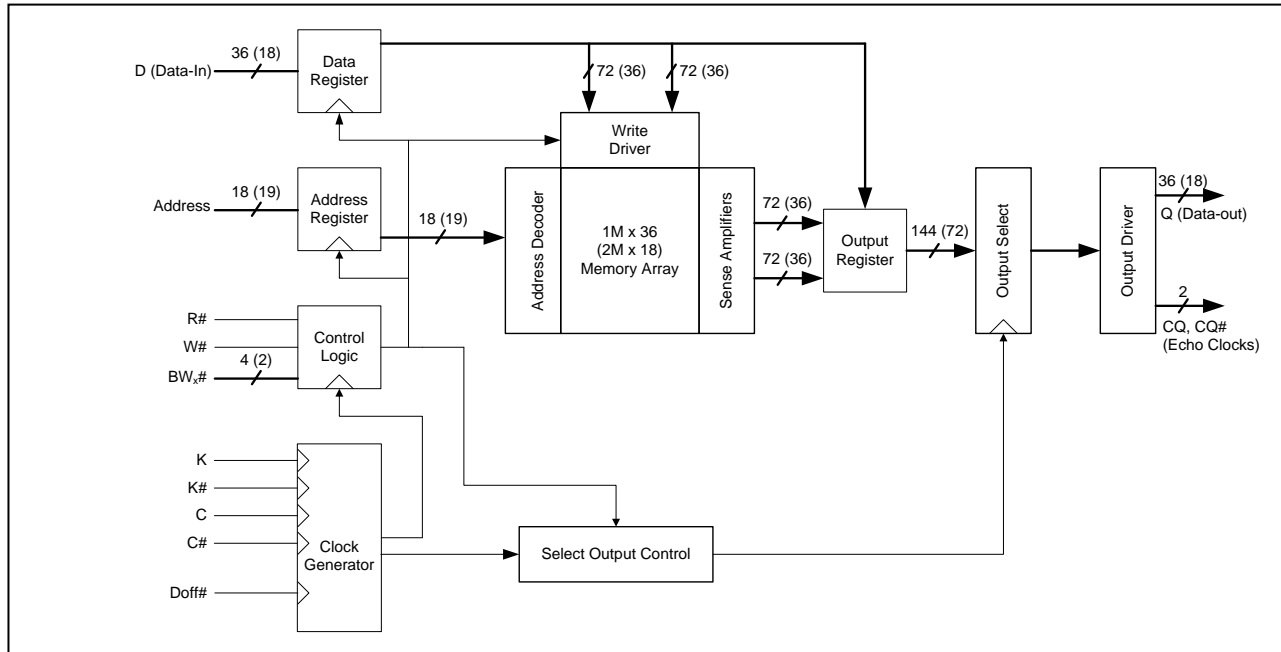 D (Data-In)
36 (18)
Data
Register
72 (36)
72 (36)
Write
Driver
Address
18 (19)
Address
Register
18 (19)
Address Decoder
1M x 36
(2M x 18)
Memory Array
Sense Amplifiers
72 (36)
72 (36)
Output
Register
144 (72)
Output Select
Output Driver
36 (18)
Q (Data-out)
2
CQ, CQ#
(Echo Clocks)
R#
W#
BWx#
4 (2)
Control
Logic
K
K#
C
C#
Doff#
Clock
Generator
Select Output Control